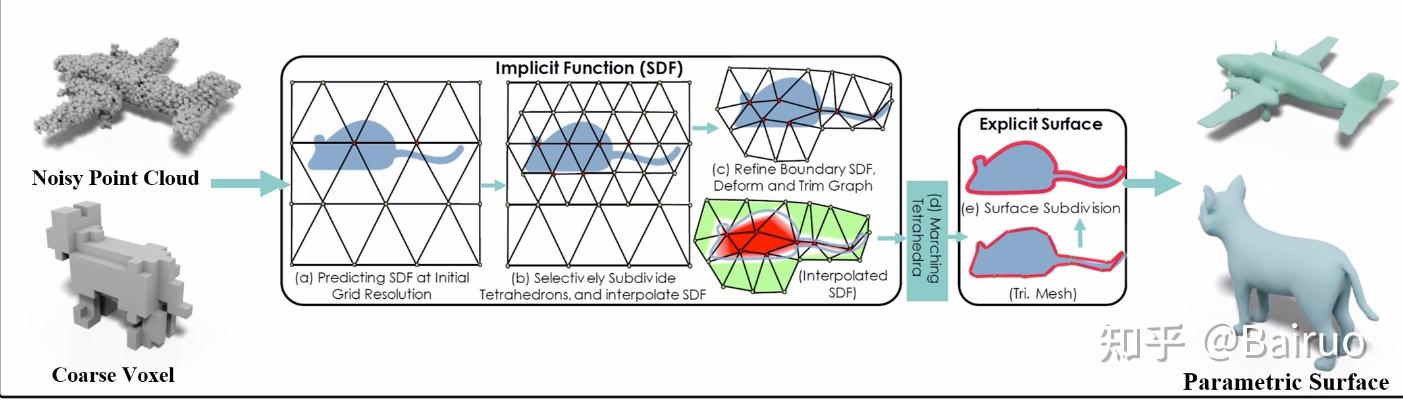 Implicit Function (SDF)
Noisy Point Cloud
Coarse Voxel
(a) Predicting SDF at Initial
Grid Resolution
(b) Selectively Subdivide
Tetrahedrons, and interpolate SDF
(c) Refine Boundary SDF,
Deform and Trim Graph
(Interpolated
SDF)
(d) Marching
Tetrahedra
Explicit Surface
(e) Surface Subdivision
(Tri. Mesh)
知乎 @Bairuo
Parametric Surface